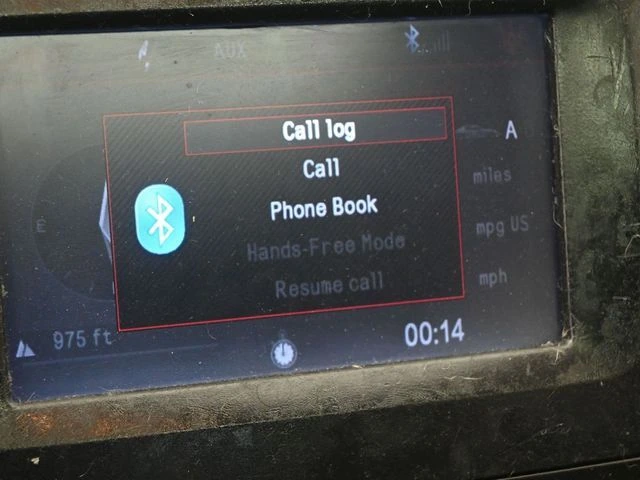 AUX
Call log
A
Call
miles
Phone Book
E
mpg US
Hands-Free Mode
Resume call
mph
975 ft
00:14